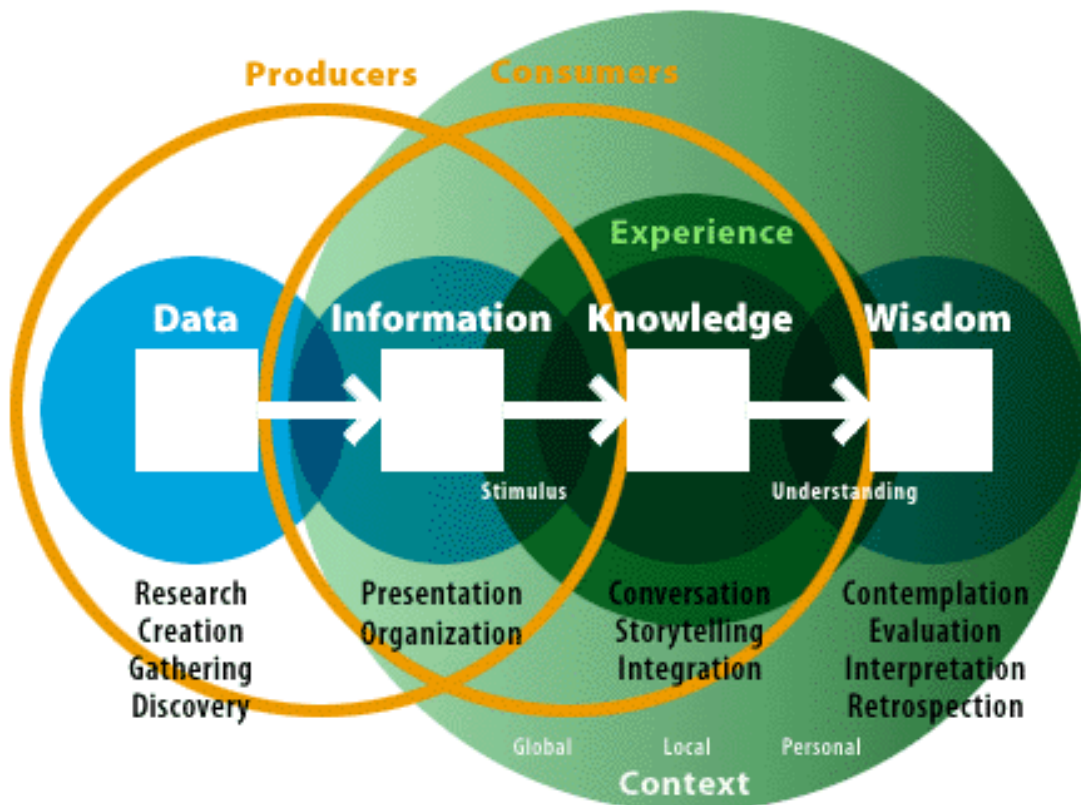 Producers
Consumers
Experience
Data
Information
Knowledge
Wisdom
Stimulus
Understanding
Research
Creation
Gathering
Discovery
Presentation
Organization
Conversation
Storytelling
Integration
Contemplation
Evaluation
Interpretation
Retrospection
Global
Local
Personal
Context